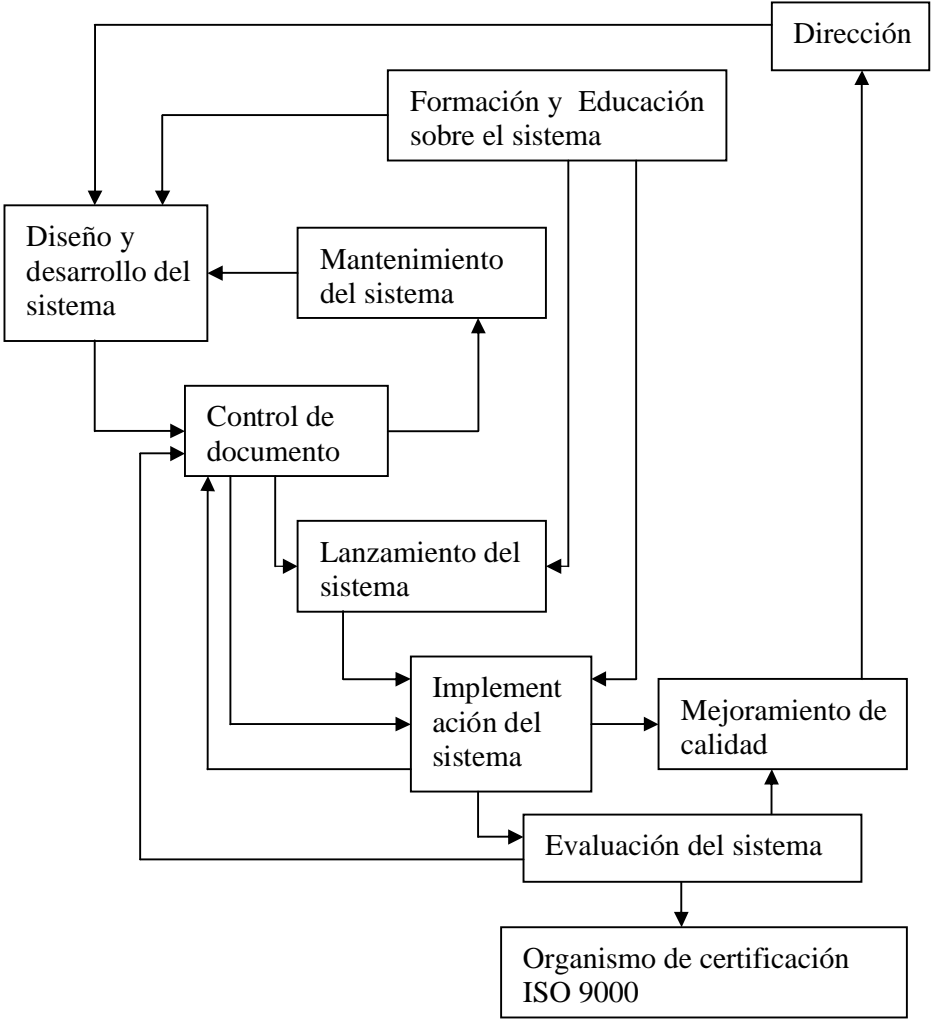 Dirección
Formación y  Educación
sobre el sistema
Diseño y
desarrollo del
sistema
Mantenimiento
del sistema
Control de
documento
Lanzamiento del
sistema
Implement
ación del
sistema
Mejoramiento de
calidad
Evaluación del sistema
Organismo de certificación
ISO 9000